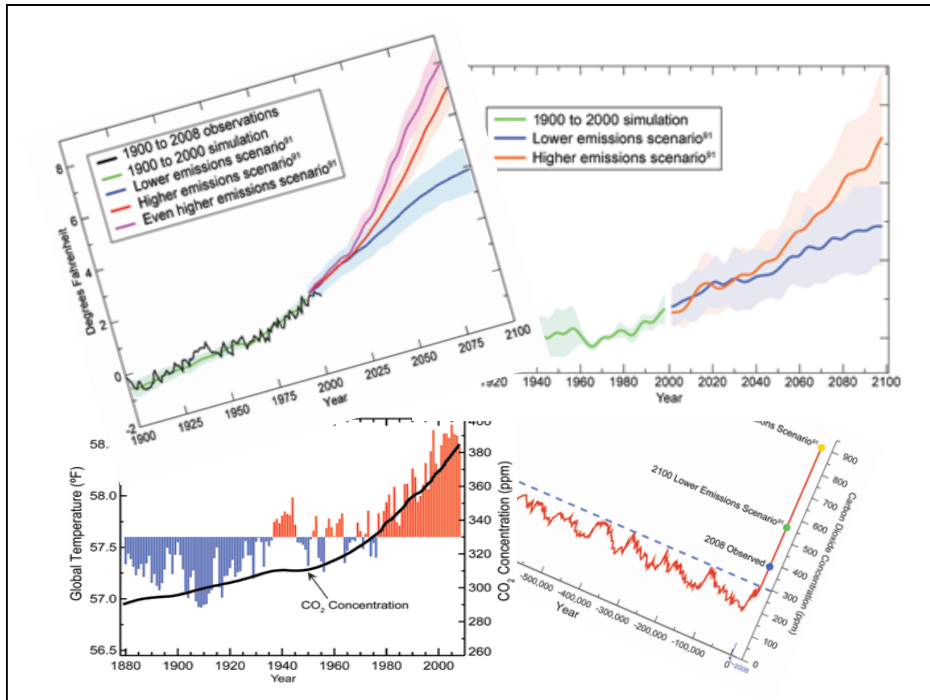 8
6
4
2
0
-2
Degrees Fahrenheit
1900 to 2008 observations
1900 to 2000 simulation
Lower emissions scenario⁹¹
Higher emissions scenario⁹¹
Even higher emissions scenario⁹¹
1900 1925 1950 1975 2000 2025 2050 2075 2100
Year
1900 to 2000 simulation
Lower emissions scenario⁹¹
Higher emissions scenario⁹¹
1940 1960 1980 2000 2020 2040 2060 2080 2100
Year
58.0
57.5
57.0
56.5
Global Temperature (ºF)
CO₂ Concentration
400
380
360
340
320
300
280
260
CO₂ Concentration (ppm)
1880 1900 1920 1940 1960 1980 2000
Year
Scenario⁹¹
2100 Lower Emissions Scenario⁹¹
2008 Observed
900
800
700
600
500
400
300
200
100
0
Carbon Dioxide Concentration (ppm)
-500,000 -400,000 -300,000 -200,000 -100,000 0
~2008
Year